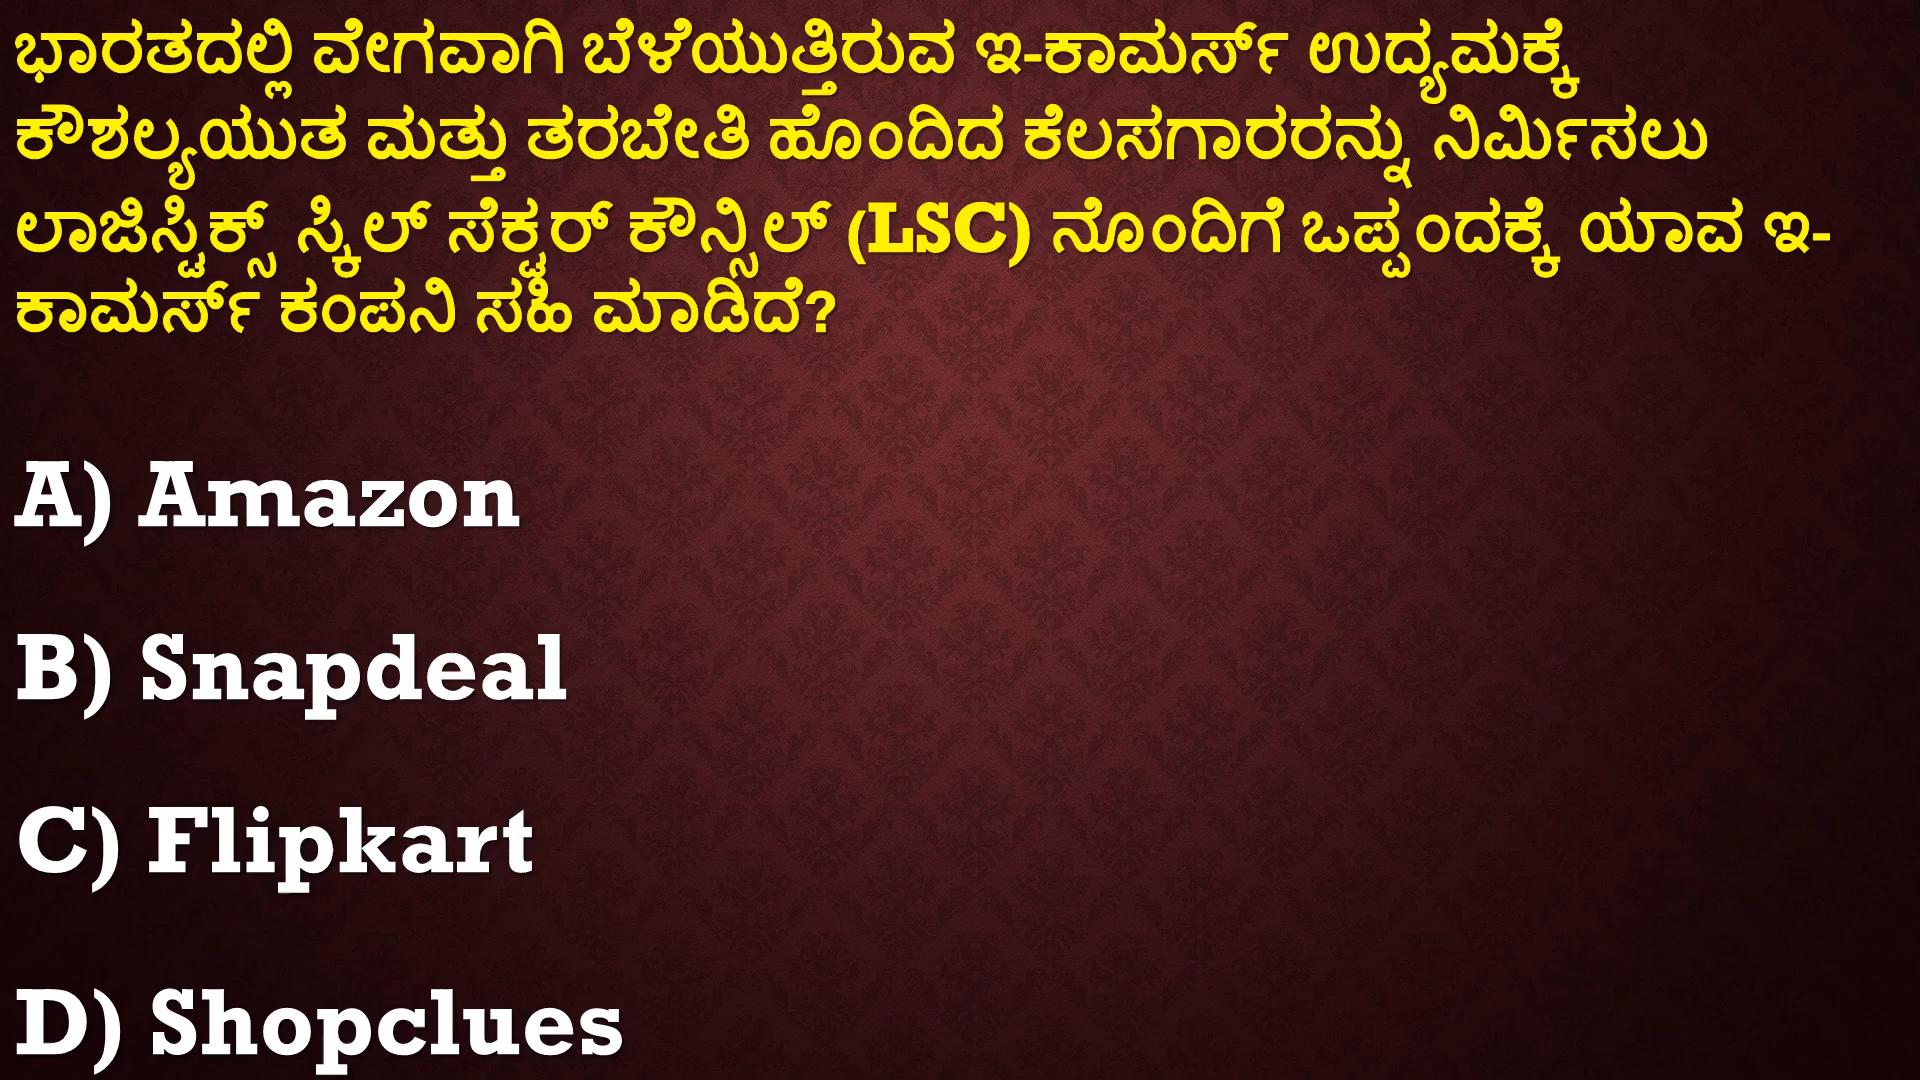 ಭಾರತದಲ್ಲಿ ವೇಗವಾಗಿ ಬೆಳೆಯುತ್ತಿರುವ ಇ-ಕಾಮರ್ಸ್ ಉದ್ಯಮಕ್ಕೆ
ಕೌಶಲ್ಯಯುತ ಮತ್ತು ತರಬೇತಿ ಹೊಂದಿದ ಕೆಲಸಗಾರರನ್ನು ನಿರ್ಮಿಸಲು
ಲಾಜಿಸ್ಟಿಕ್ಸ್ ಸ್ಕಿಲ್ ಸೆಕ್ಟರ್ ಕೌನ್ಸಿಲ್ (LSC) ನೊಂದಿಗೆ ಒಪ್ಪಂದಕ್ಕೆ ಯಾವ ಇ-
ಕಾಮರ್ಸ್ ಕಂಪನಿ ಸಹಿ ಮಾಡಿದೆ?
A) Amazon
B) Snapdeal
C) Flipkart
D) Shopclues